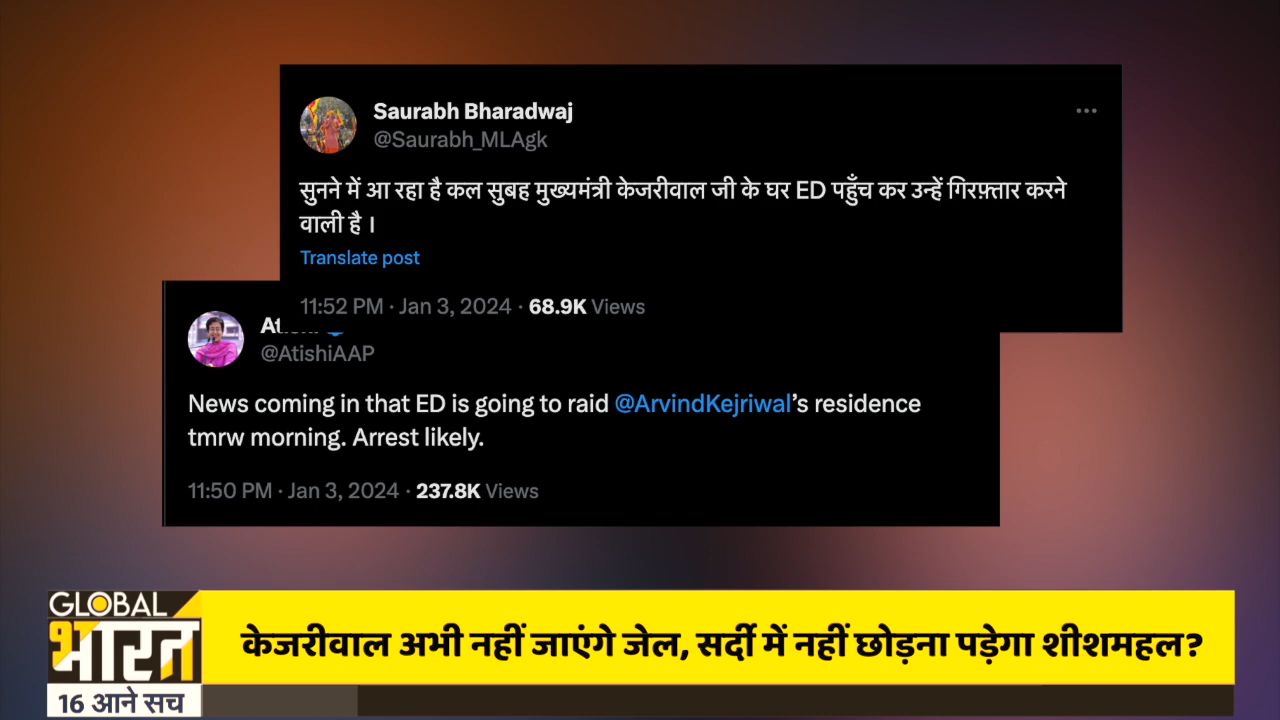 Saurabh Bharadwaj
@Saurabh_MLAgk
सुनने में आ रहा है कल सुबह मुख्यमंत्री केजरीवाल जी के घर ED पहुँच कर उन्हें गिरफ़्तार करने
वाली है ।
Translate post
11:52 PM · Jan 3, 2024 · 68.9K Views
@AtishiAAP
News coming in that ED is going to raid @ArvindKejriwal's residence
tmrw morning. Arrest likely.
11:50 PM · Jan 3, 2024 · 237.8K Views
GLOBAL
भारत
16 आने सच
केजरीवाल अभी नहीं जाएंगे जेल, सर्दी में नहीं छोड़ना पड़ेगा शीशमहल?